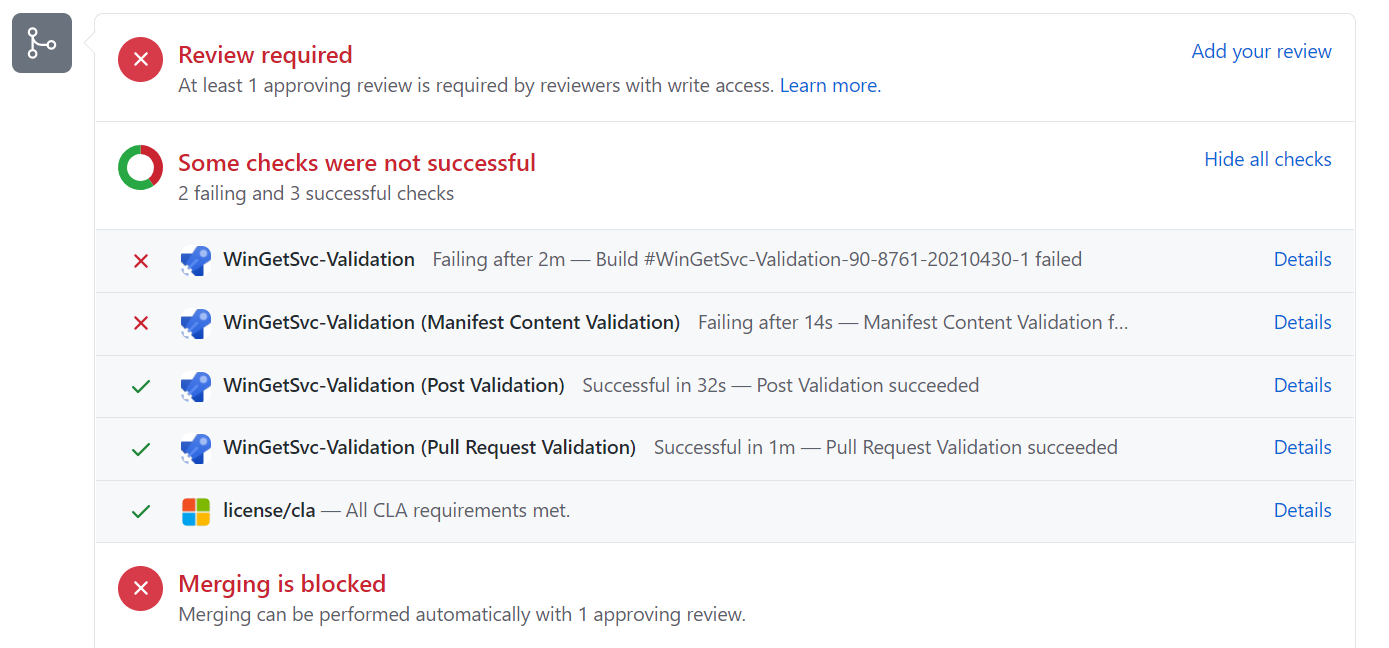 Review required
Add your review
At least 1 approving review is required by reviewers with write access. Learn more.
Some checks were not successful
Hide all checks
2 failing and 3 successful checks
WinGetSvc-Validation Failing after 2m — Build #WinGetSvc-Validation-90-8761-20210430-1 failed Details
WinGetSvc-Validation (Manifest Content Validation) Failing after 14s — Manifest Content Validation f... Details
WinGetSvc-Validation (Post Validation) Successful in 32s — Post Validation succeeded Details
WinGetSvc-Validation (Pull Request Validation) Successful in 1m — Pull Request Validation succeeded Details
license/cla — All CLA requirements met. Details
Merging is blocked
Merging can be performed automatically with 1 approving review.